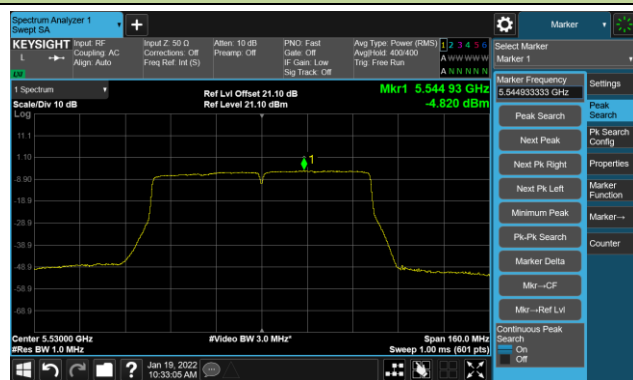 Spectrum Analyzer 1
Swept SA
Marker
KEYSIGHT
L
Input: RF
Coupling: AC
Align: Auto
Input Z: 50 Ω
Corrections: Off
Freq Ref: Int (S)
Atten: 10 dB
Preamp: Off
PNO: Fast
Gate: Off
IF Gain: Low
Sig Track: Off
Avg Type: Power (RMS)
Avg|Hold: 400/400
Trig: Free Run
1 2 3 4 5 6
A W W W W W
A N N N N N
1 Spectrum
Scale/Div 10 dB
Log
Ref Lvl Offset 21.10 dB
Ref Level 21.10 dBm
Mkr1 5.544 93 GHz
-4.820 dBm
11.1
1.10
-8.90
-18.9
-28.9
-38.9
-48.9
-58.9
-68.9
1
Center 5.53000 GHz
#Res BW 1.0 MHz
#Video BW 3.0 MHz*
Span 160.0 MHz
Sweep 1.00 ms (601 pts)
Select Marker
Marker 1
Marker Frequency
5.544933333 GHz
Peak Search
Next Peak
Next Pk Right
Next Pk Left
Minimum Peak
Pk-Pk Search
Marker Delta
Mkr→CF
Mkr→Ref Lvl
Continuous Peak
Search
On
Off
Settings
Peak
Search
Pk Search
Config
Properties
Marker
Function
Marker→
Counter
?
Jan 19, 2022
10:33:05 AM